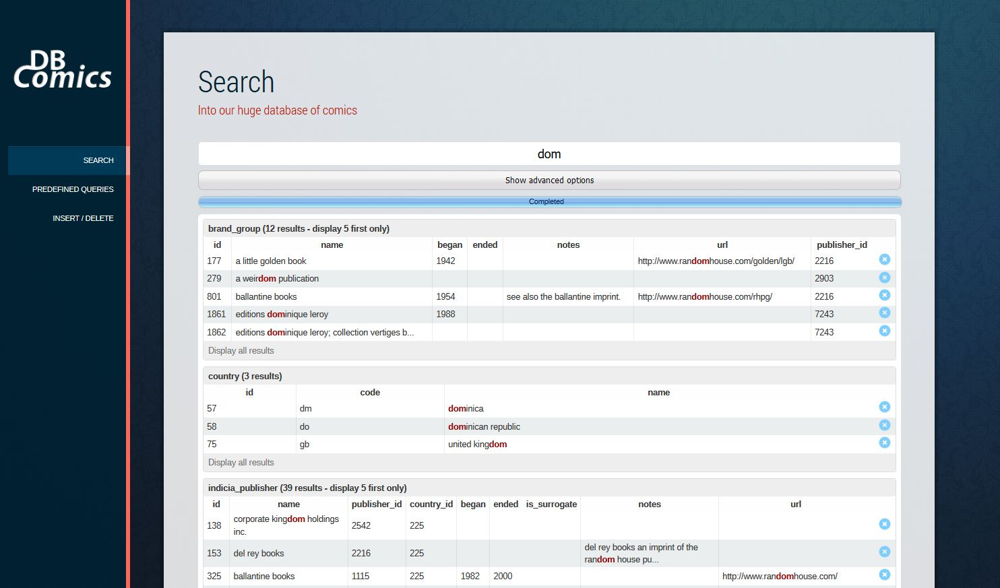 DB
Comics
SEARCH
PREDEFINED QUERIES
INSERT / DELETE
Search
Into our huge database of comics
dom
Show advanced options
Completed
brand_group (12 results - display 5 first only)
id name began ended notes url publisher_id
177 a little golden book 1942 http://www.randomhouse.com/golden/lgb/ 2216
279 a weirdom publication 2903
801 ballantine books 1954 see also the ballantine imprint. http://www.randomhouse.com/rhpg/ 2216
1861 editions dominique leroy 1988 7243
1862 editions dominique leroy; collection vertiges b... 7243
Display all results
country (3 results)
id code name
57 dm dominica
58 do dominican republic
75 gb united kingdom
Display all results
indicia_publisher (39 results - display 5 first only)
id name publisher_id country_id began ended is_surrogate notes url
138 corporate kingdom holdings
inc. 2542 225
153 del rey books 2216 225 del rey books an imprint of the
random house pu...
325 ballantine books 1115 225 1982 2000 http://www.randomhouse.com/